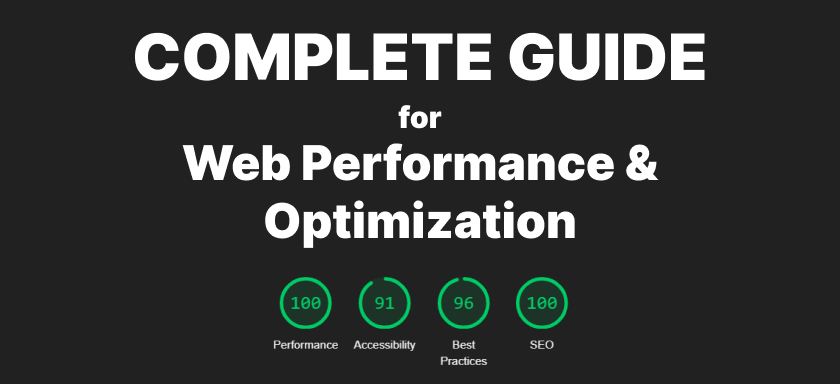 COMPLETE GUIDE
for
Web Performance &
Optimization
100 91 96 100
Performance Accessibility Best Practices SEO